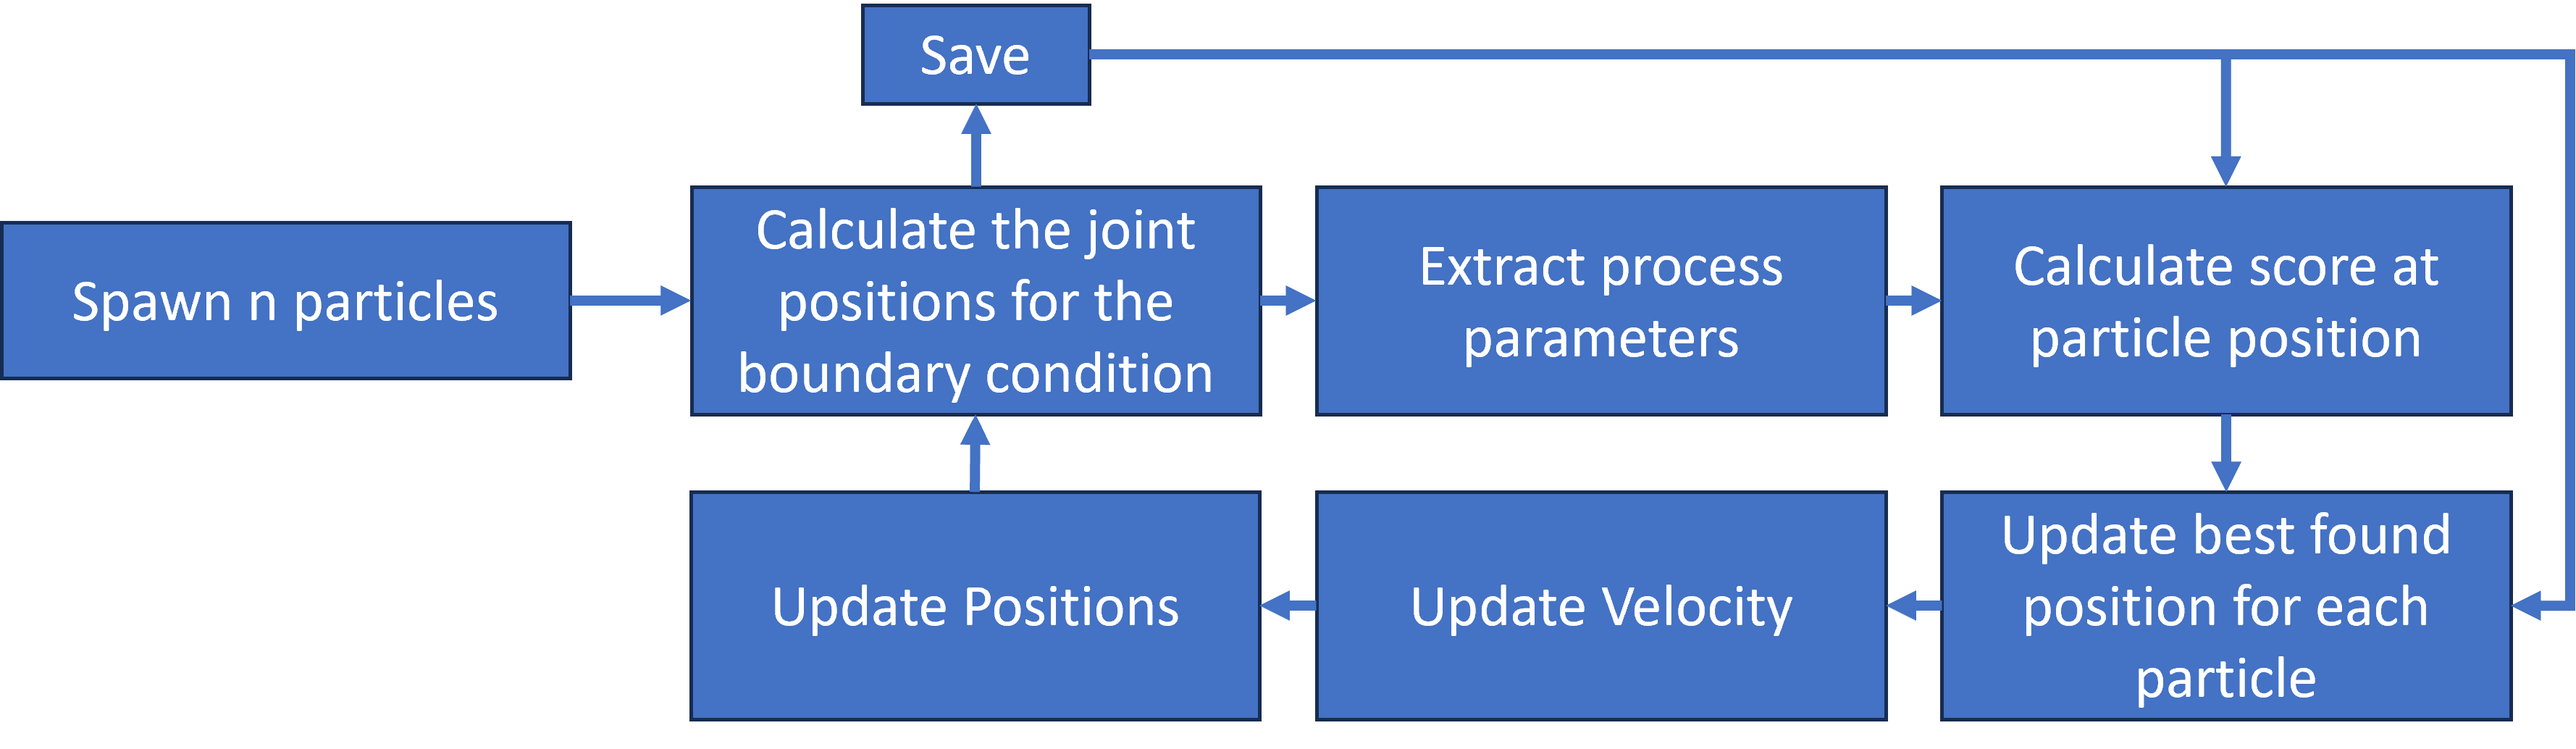 Save
Spawn n particles
Calculate the joint
positions for the
boundary condition
Extract process
parameters
Calculate score at
particle position
Update Positions
Update Velocity
Update best found
position for each
particle